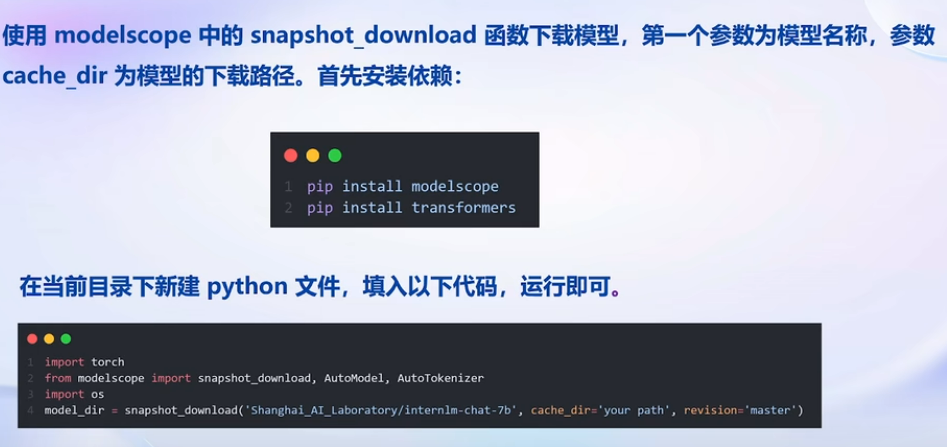 使用 modelscope 中的 snapshot_download 函数下载模型，第一个参数为模型名称，参数
cache_dir 为模型的下载路径。首先安装依赖：
1 pip install modelscope
2 pip install transformers
在当前目录下新建 python 文件，填入以下代码，运行即可。
1 import torch
2 from modelscope import snapshot_download, AutoModel, AutoTokenizer
3 import os
4 model_dir = snapshot_download('Shanghai_AI_Laboratory/internlm-chat-7b', cache_dir='your path', revision='master')